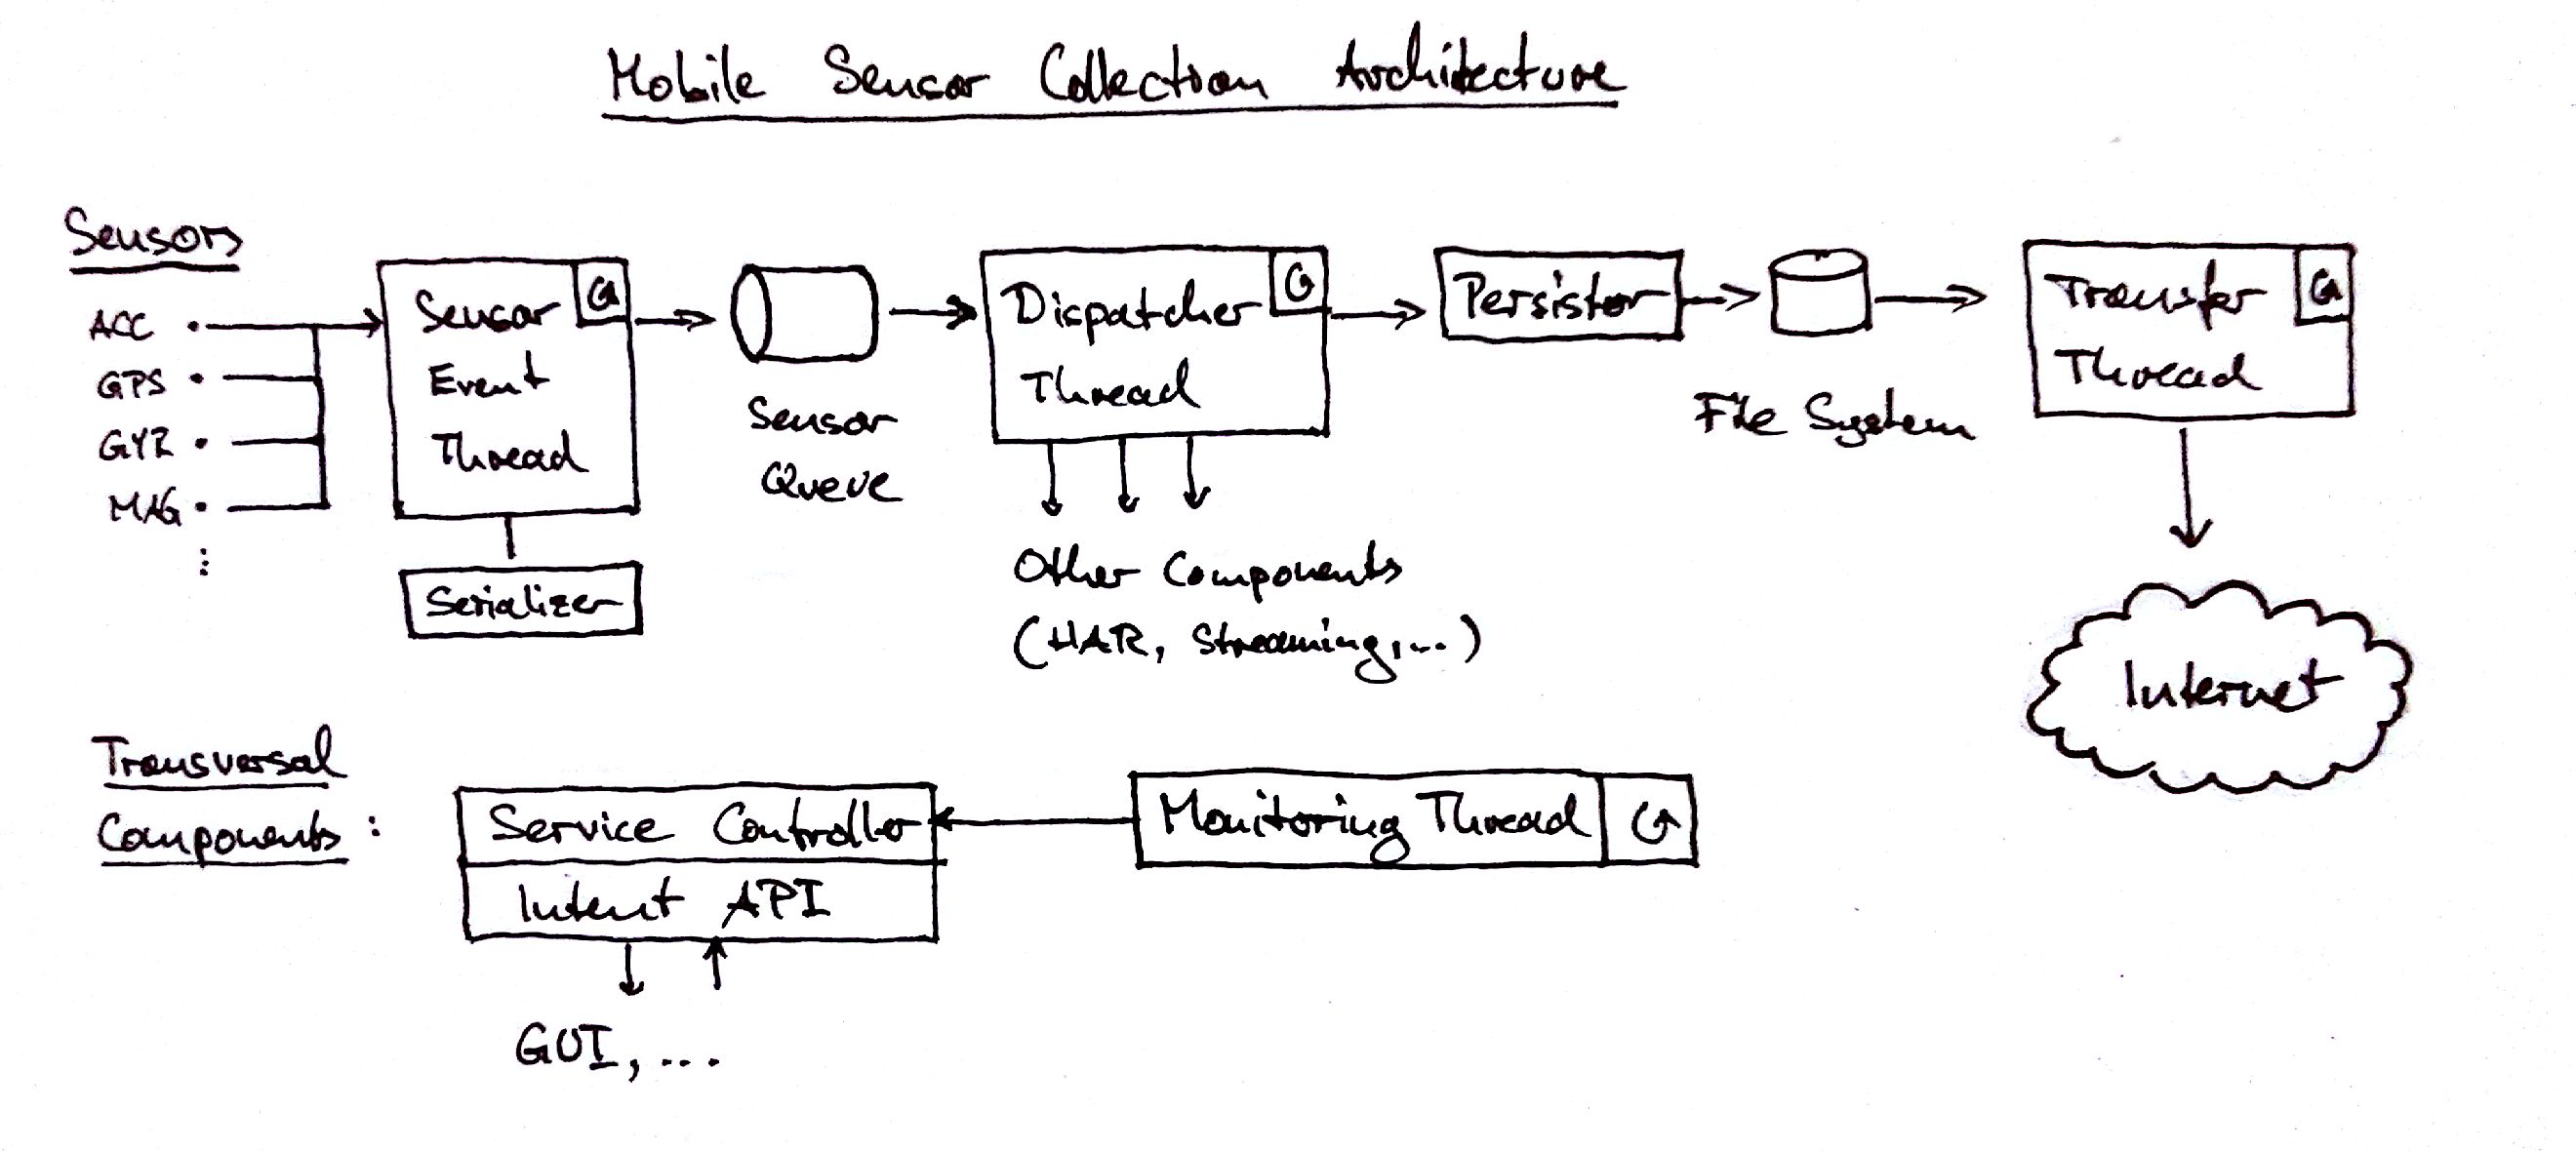 Mobile Sensor Collection Architecture
Sensors
ACC
GPS
GYR
MAG
⋮
Sensor
Event
Thread
Serializer
Sensor
Queue
Dispatcher
Thread
Other Components
(HAR, Streaming,...)
Persistor
File System
Transfer
Thread
Internet
Transversal
Components:
Service Controller
Intent API
GUI, ...
Monitoring Thread